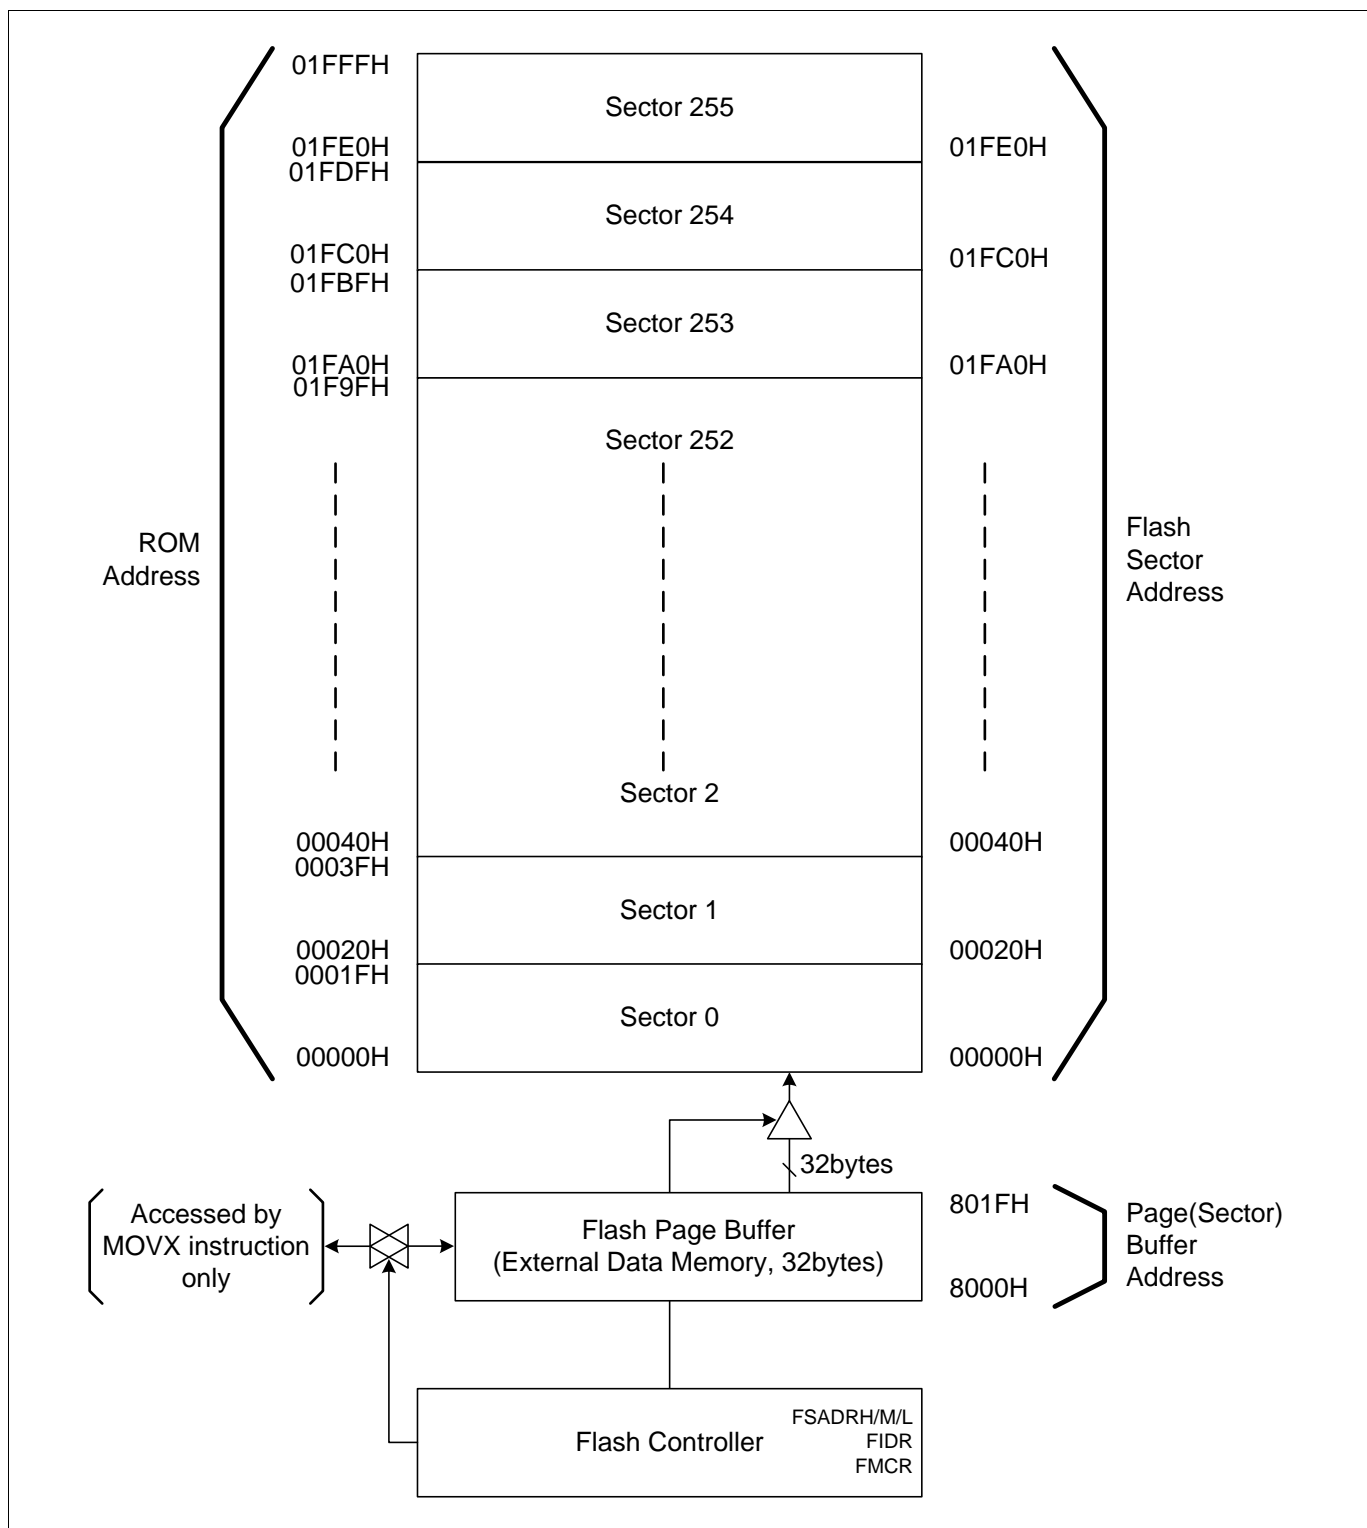 01FFFH
Sector 255
01FE0H
01FE0H
01FDFH
Sector 254
01FC0H
01FC0H
01FBFH
Sector 253
01FA0H
01FA0H
01F9FH
Sector 252
ROM
Address
Flash
Sector
Address
Sector 2
00040H
00040H
0003FH
Sector 1
00020H
00020H
0001FH
Sector 0
00000H
00000H
32bytes
Accessed by
MOVX instruction
only
Flash Page Buffer
(External Data Memory, 32bytes)
801FH
8000H
Page(Sector)
Buffer
Address
Flash Controller
FSADRH/M/L
FIDR
FMCR